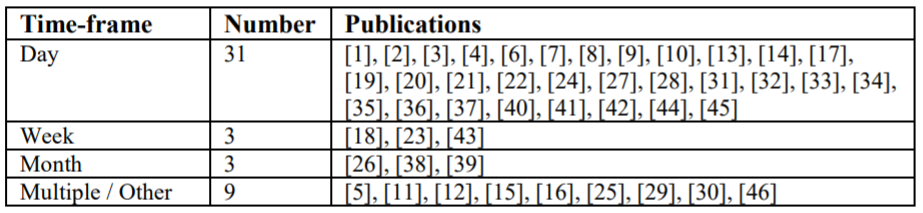 Time-frame Number Publications
Day 31 [1], [2], [3], [4], [6], [7], [8], [9], [10], [13], [14], [17],
[19], [20], [21], [22], [24], [27], [28], [31], [32], [33], [34],
[35], [36], [37], [40], [41], [42], [44], [45]
Week 3 [18], [23], [43]
Month 3 [26], [38], [39]
Multiple / Other 9 [5], [11], [12], [15], [16], [25], [29], [30], [46]